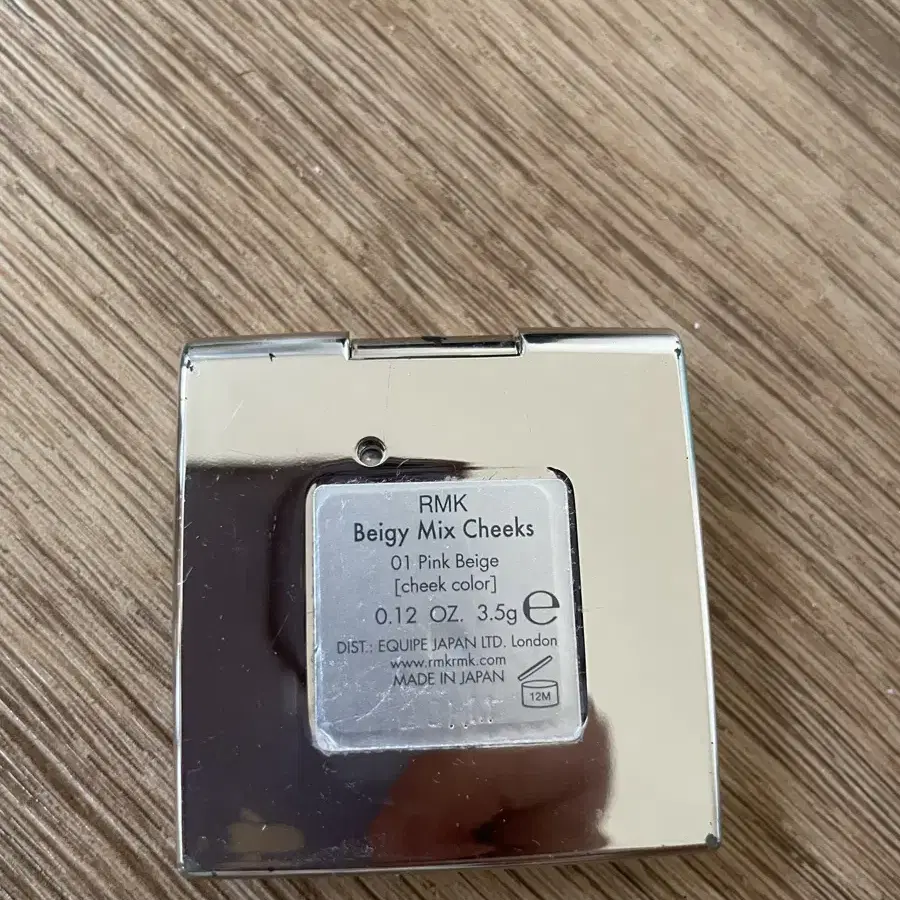 RMK
Beigy Mix Cheeks
01 Pink Beige
[cheek color]
0.12 OZ. 3.5g ℮
DIST.: EQUIPE JAPAN LTD. London
www.rmkrmk.com
MADE IN JAPAN
12M